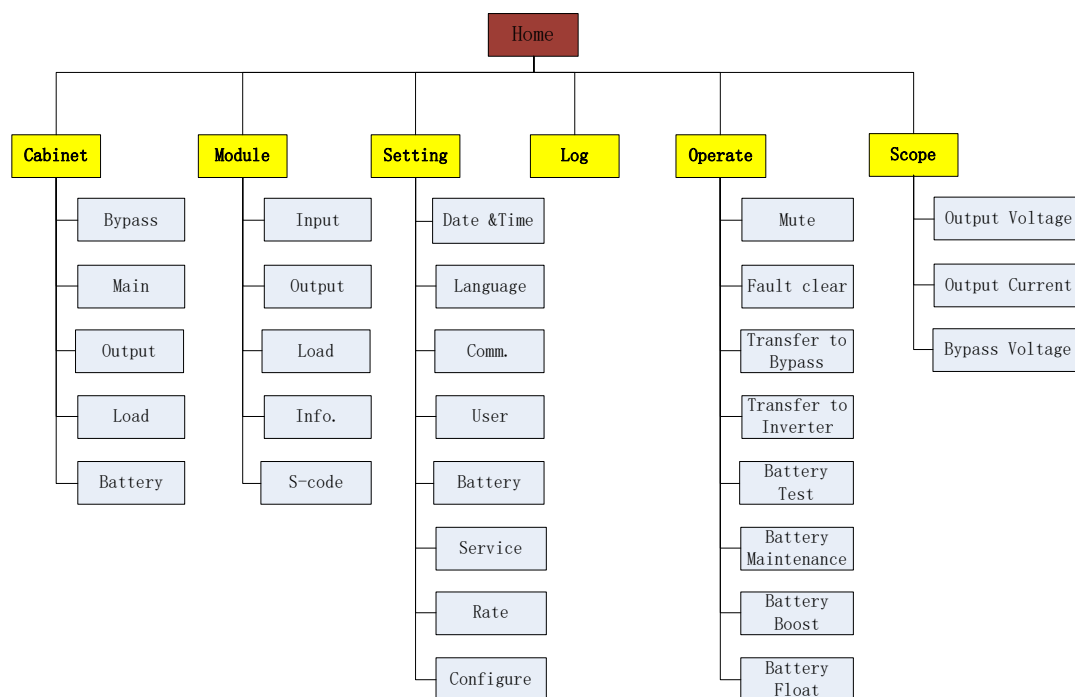 Home
Cabinet
Module
Setting
Log
Operate
Scope
Bypass
Main
Output
Load
Battery
Input
Output
Load
Info.
S-code
Date &Time
Language
Comm.
User
Battery
Service
Rate
Configure
Mute
Fault clear
Transfer to
Bypass
Transfer to
Inverter
Battery
Test
Battery
Maintenance
Battery
Boost
Battery
Float
Output Voltage
Output Current
Bypass Voltage